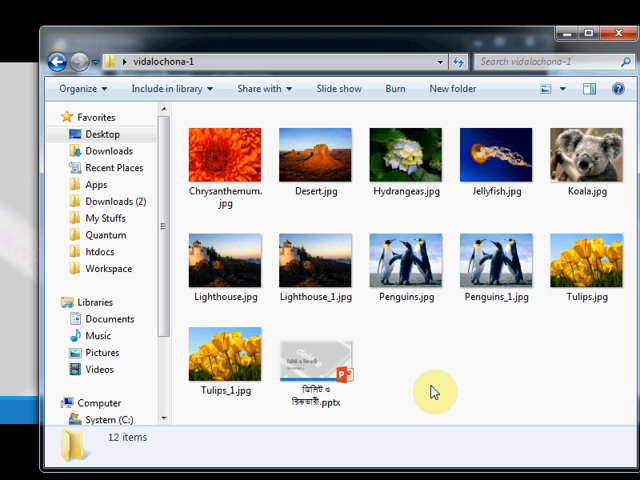 vidalochona-1
Search vidalochona-1
Organize
Include in library
Share with
Slide show
Burn
New folder
Favorites
Desktop
Downloads
Recent Places
Apps
Downloads (2)
My Stuffs
Quantum
htdocs
Workspace
Libraries
Documents
Music
Pictures
Videos
Computer
System (C:)
Chrysanthemum.
jpg
Desert.jpg
Hydrangeas.jpg
Jellyfish.jpg
Koala.jpg
Lighthouse.jpg
Lighthouse_1.jpg
Penguins.jpg
Penguins_1.jpg
Tulips.jpg
Tulips_1.jpg
ডিলিট ও
রিকভারী.pptx
12 items